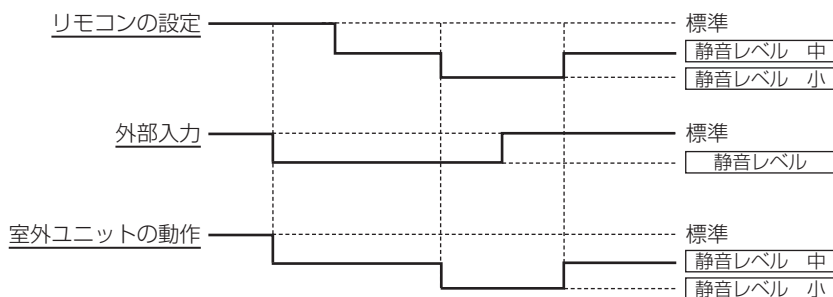 リモコンの設定
標準
静音レベル 中
静音レベル 小
外部入力
標準
静音レベル
室外ユニットの動作
標準
静音レベル 中
静音レベル 小